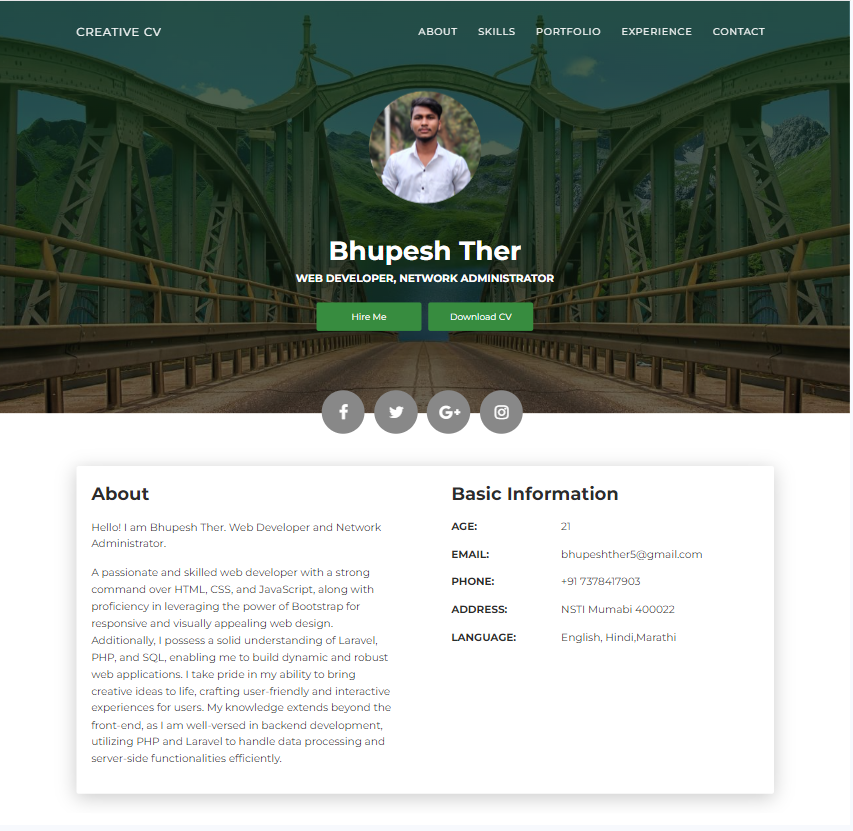 CREATIVE CV
ABOUT SKILLS PORTFOLIO EXPERIENCE CONTACT
Bhupesh Ther
WEB DEVELOPER, NETWORK ADMINISTRATOR
Hire Me
Download CV
About
Hello! I am Bhupesh Ther. Web Developer and Network
Administrator.
A passionate and skilled web developer with a strong
command over HTML, CSS, and JavaScript, along with
proficiency in leveraging the power of Bootstrap for
responsive and visually appealing web design.
Additionally, I possess a solid understanding of Laravel,
PHP, and SQL, enabling me to build dynamic and robust
web applications. I take pride in my ability to bring
creative ideas to life, crafting user-friendly and interactive
experiences for users. My knowledge extends beyond the
front-end, as I am well-versed in backend development,
utilizing PHP and Laravel to handle data processing and
server-side functionalities efficiently.
Basic Information
AGE: 21
EMAIL: bhupeshther5@gmail.com
PHONE: +91 7378417903
ADDRESS: NSTI Mumabi 400022
LANGUAGE: English, Hindi,Marathi